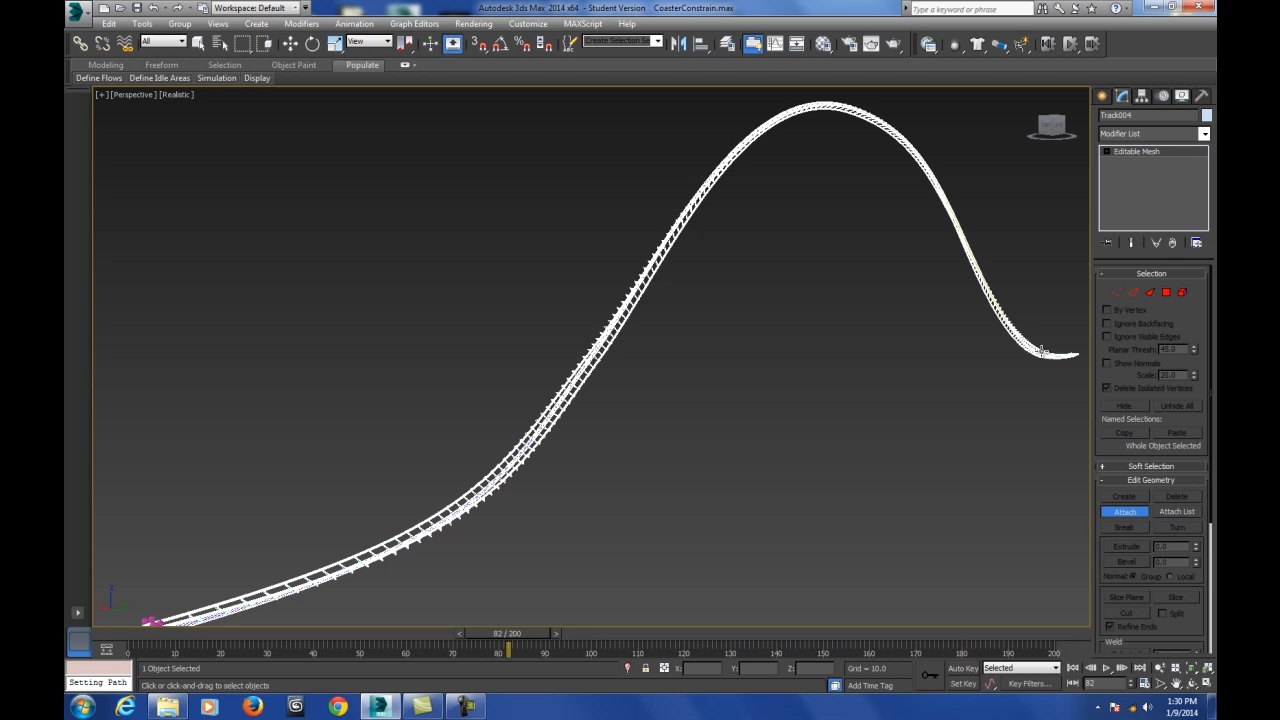 Workspace: Default
Autodesk 3ds Max 2014 x64 - Student Version CoasterConstrain.max
Type a keyword or phrase
Edit Tools Group Views Create Modifiers Animation Graph Editors Rendering Customize MAXScript Help
All
View
Create Selection Se
Modeling Freeform Selection Object Paint Populate
Define Flows Define Idle Areas Simulation Display
[+] [Perspective] [Realistic]
Track004
Modifier List
Editable Mesh
Selection
By Vertex
Ignore Backfacing
Ignore Visible Edges
Planar Thresh: 45.0
Show Normals
Scale: 20.0
Delete Isolated Vertices
Hide Unhide All
Named Selections:
Copy Paste
Whole Object Selected
Soft Selection
Edit Geometry
Create Delete
Attach Attach List
Break Turn
Extrude 0.0
Bevel 0.0
Normal: Group Local
Slice Plane Slice
Cut Split
Refine Ends
Weld
82 / 200
0 10 20 30 40 50 60 70 80 90 100 110 120 130 140 150 160 170 180 190 200
1 Object Selected X: Y: Z: Grid = 10.0 Auto Key Selected
Setting Path Click or click-and-drag to select objects Add Time Tag Set Key Key Filters... 82
1:30 PM
1/9/2014